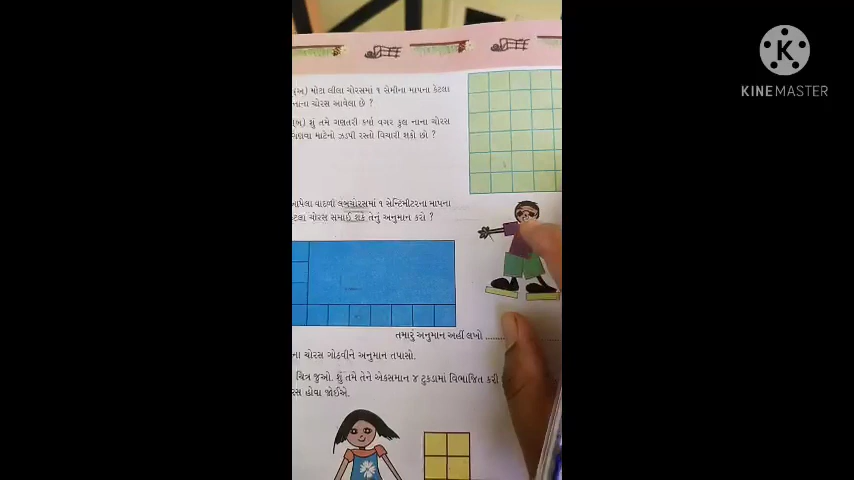 (અ) મોટા લીલા ચોરસમાં ૧ સેમીના માપના કેટલા
નાના ચોરસ આવેલા છે ?
(બ) શું તમે ગણતરી કર્યા વગર કુલ નાના ચોરસ
ગણવા માટેનો ઝડપી રસ્તો વિચારી શકો છો ?
આપેલા વાદળી લંબચોરસમાં ૧ સેન્ટિમીટરના માપના
કેટલા ચોરસ સમાઈ શકે તેનું અનુમાન કરો ?
તમારું અનુમાન અહીં લખો ........
ના ચોરસ ગોઠવીને અનુમાન તપાસો.
ચિત્ર જુઓ. શું તમે તેને એકસમાન ૪ ટુકડામાં વિભાજિત કરી
રસ હોવા જોઈએ.
K
KINEMASTER